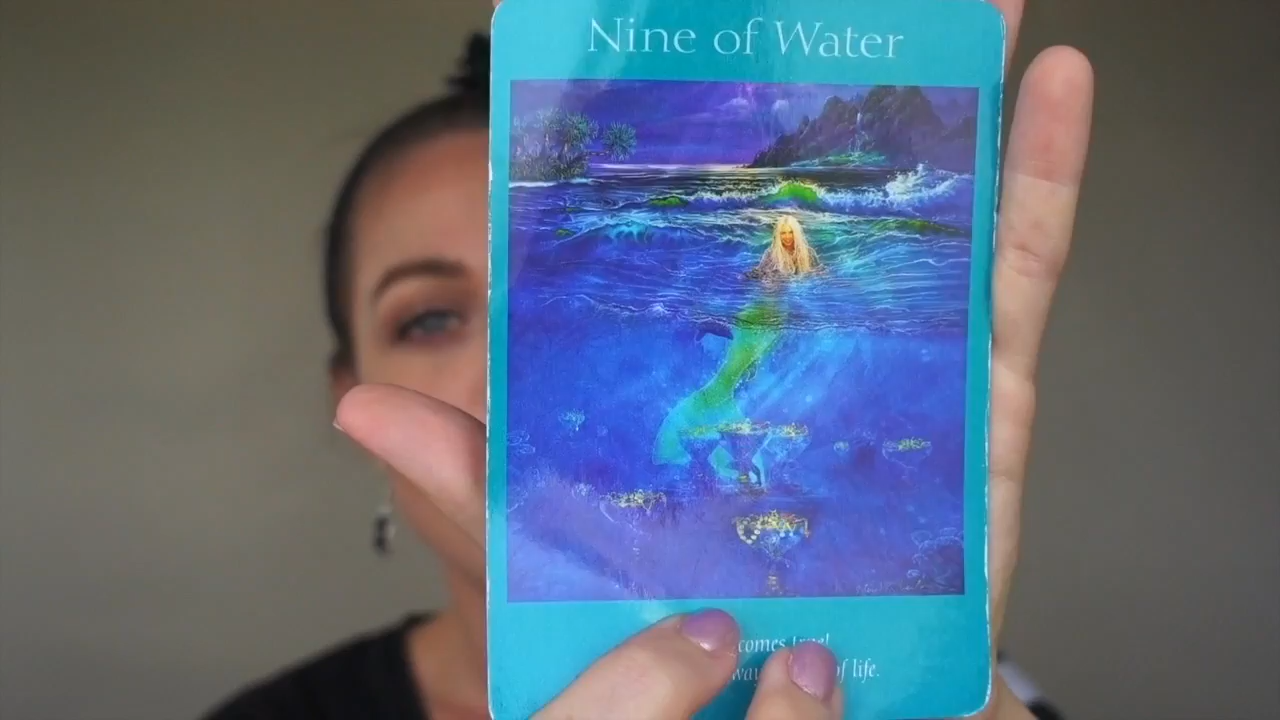 Nine of Water
comes true!
of life.